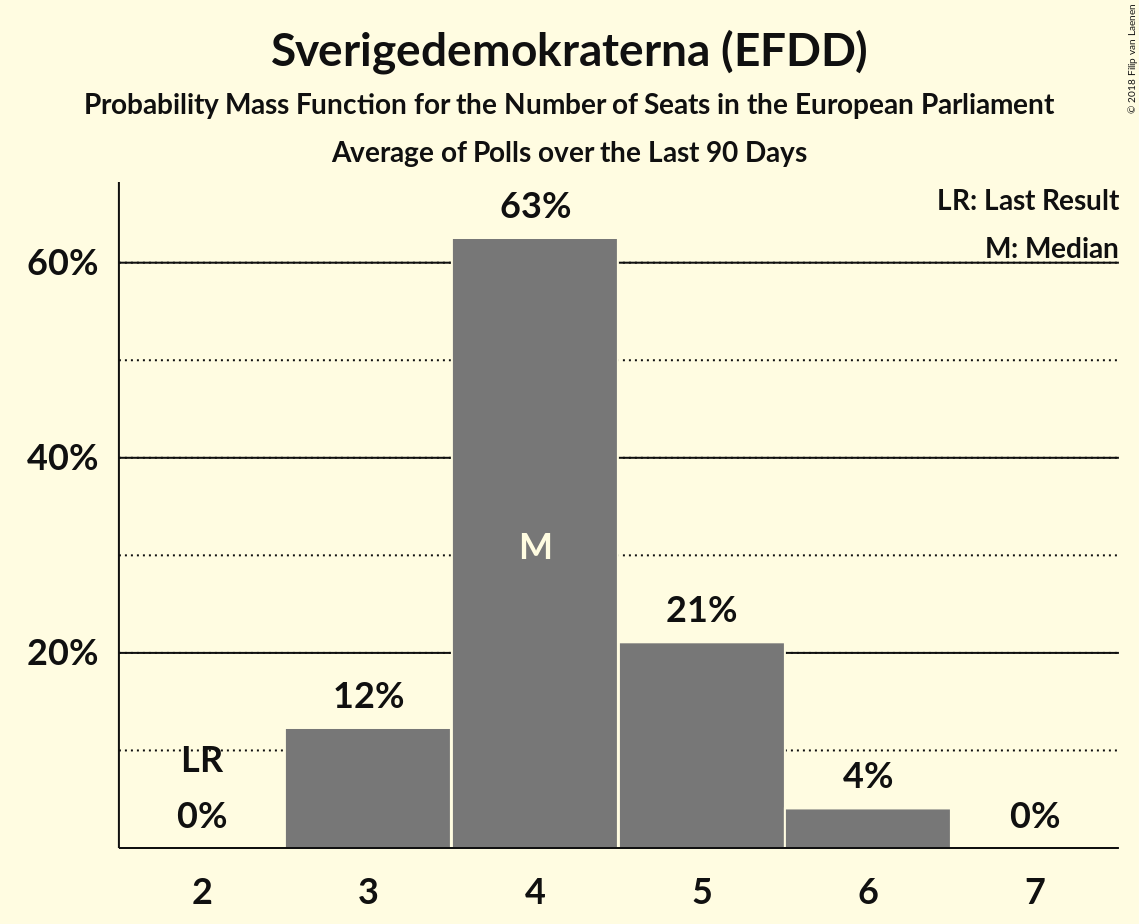 Sverigedemokraterna (EFDD)
Probability Mass Function for the Number of Seats in the European Parliament
Average of Polls over the Last 90 Days
© 2018 Filip van Laenen
LR: Last Result
M: Median
63%
60%
40%
M
21%
20%
12%
LR
4%
0%
0%
2 3 4 5 6 7